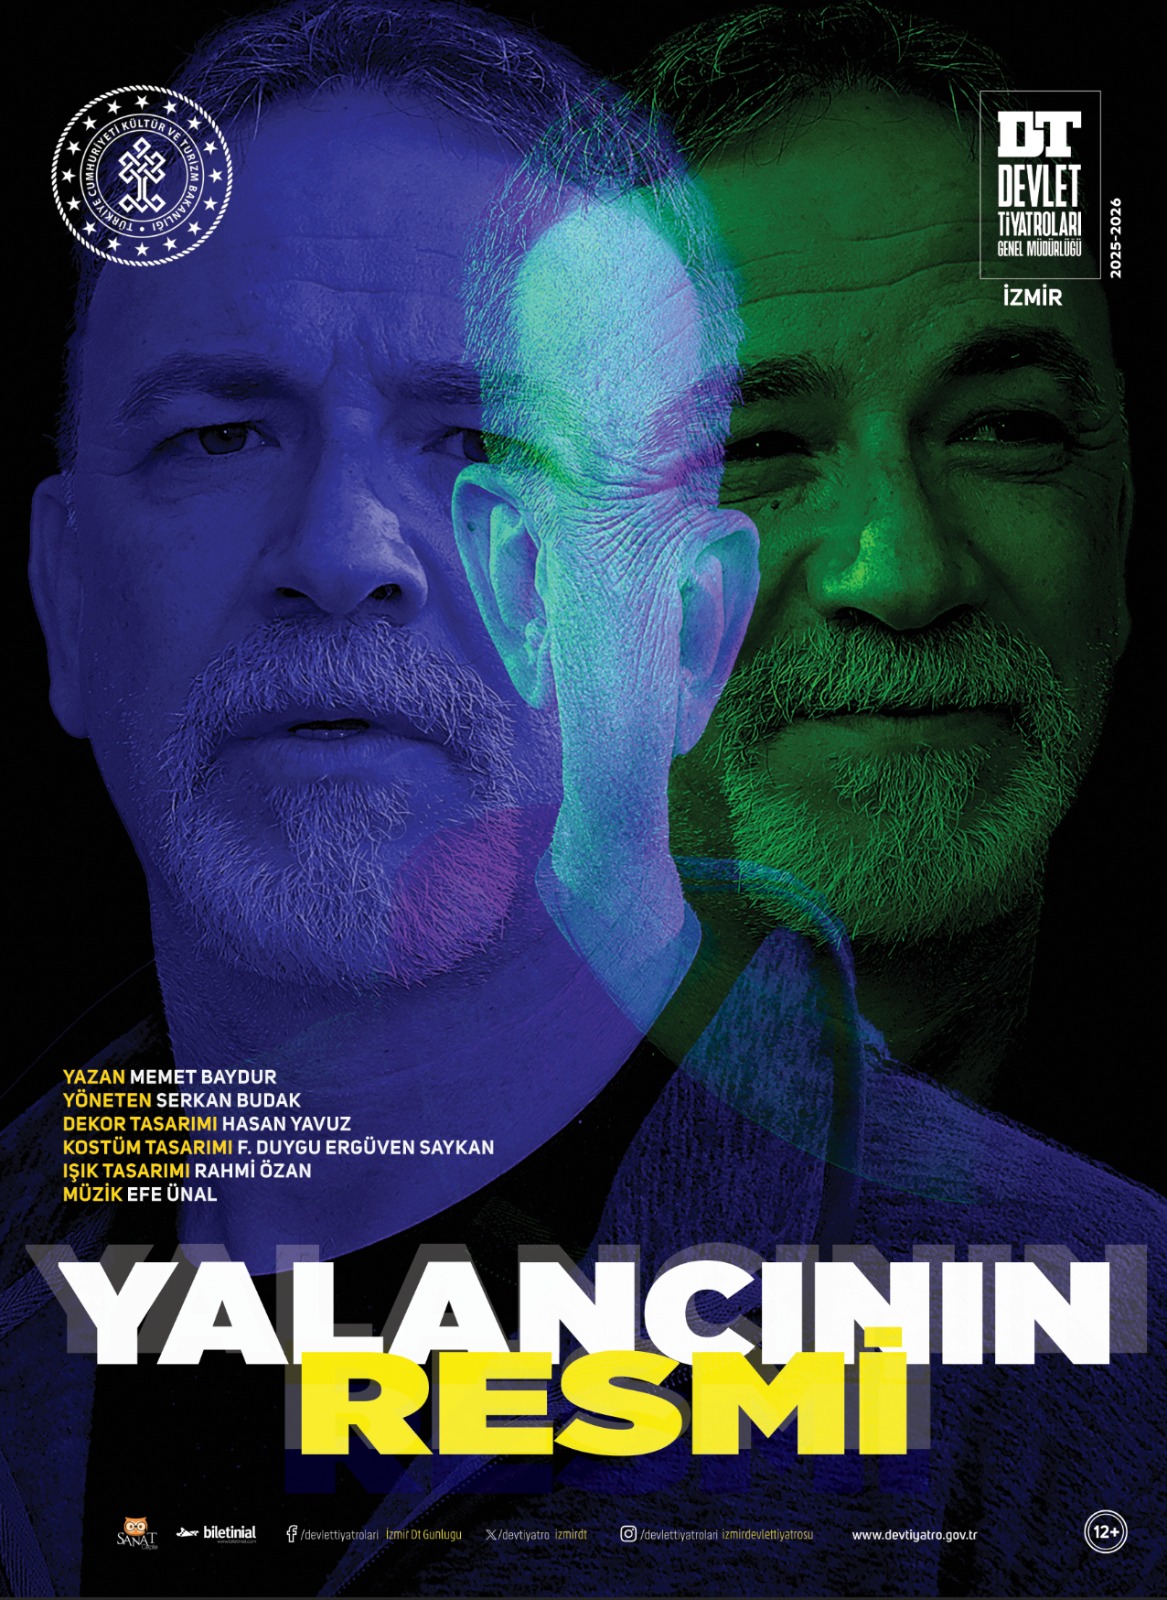 TÜRKİYE CUMHURİYETİ KÜLTÜR VE TURİZM BAKANLIĞI
DT
DEVLET
TİYATROLARI
GENEL MÜDÜRLÜĞÜ
2025-2026
İZMİR
YAZAN MEMET BAYDUR
YÖNETEN SERKAN BUDAK
DEKOR TASARIMI HASAN YAVUZ
KOSTÜM TASARIMI F. DUYGU ERGÜVEN SAYKAN
IŞIK TASARIMI RAHMİ ÖZAN
MÜZİK EFE ÜNAL
YALANCININ
RESMİ
SANAT
biletinial
/devlettiyatrolari İzmir Dt Gunlugu
/devtiyatro izmirdt
/devlettiyatrolari izmirdevlettiyatrosu
www.devtiyatro.gov.tr
12+